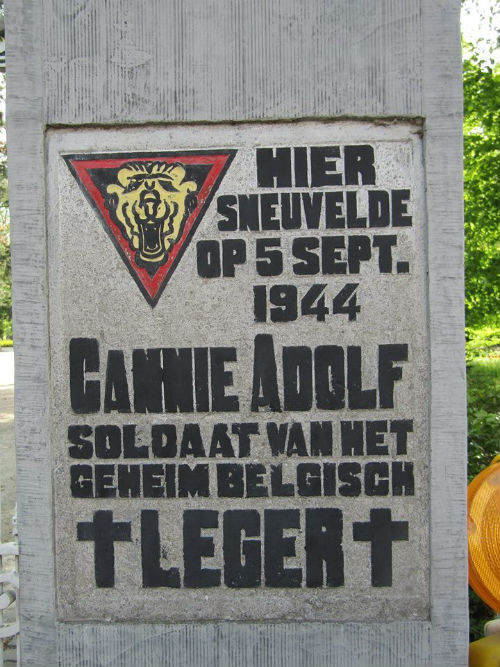 HIER
SNEUVELDE
OP 5 SEPT.
1944
CANNIE ADOLF
SOLDAAT VAN HET
GEHEIM BELGISCH
LEGER